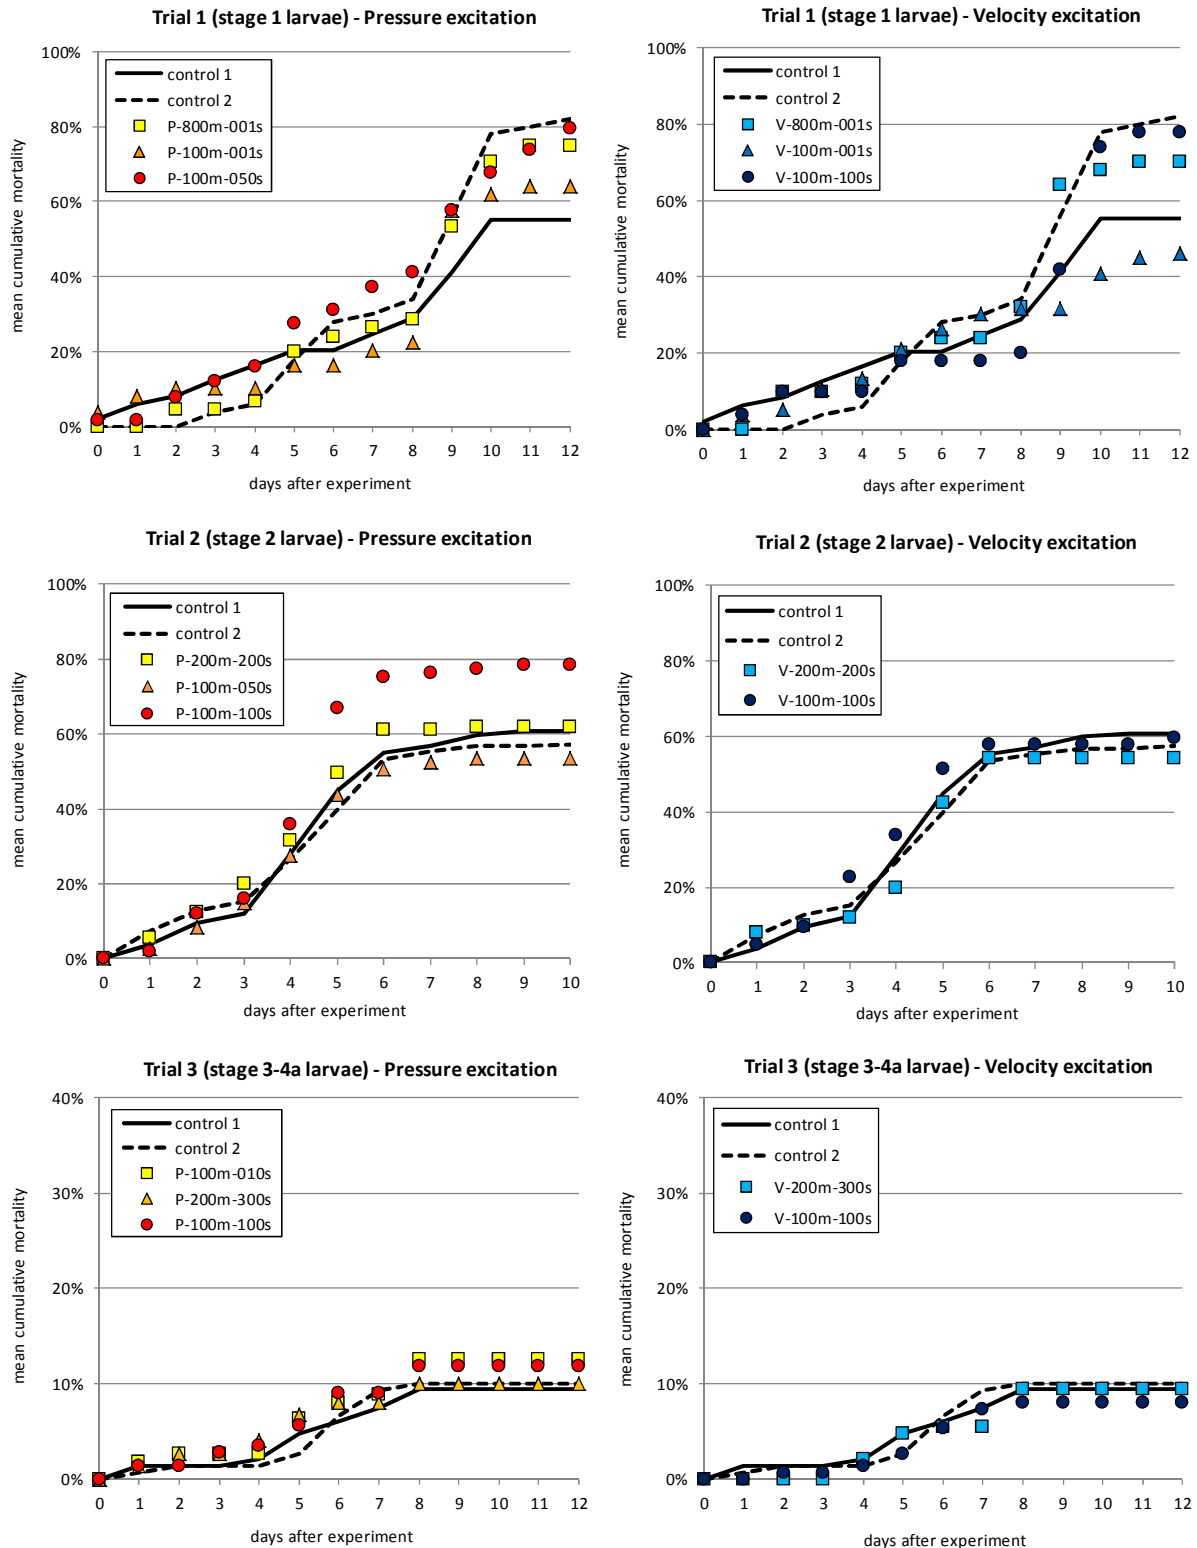 Trial 1 (stage 1 larvae) - Pressure excitation
100%
80%
60%
40%
20%
0%
mean cumulative mortality
control 1
control 2
P-800m-001s
P-100m-001s
P-100m-050s
0 1 2 3 4 5 6 7 8 9 10 11 12
days after experiment
Trial 1 (stage 1 larvae) - Velocity excitation
100%
80%
60%
40%
20%
0%
mean cumulative mortality
control 1
control 2
V-800m-001s
V-100m-001s
V-100m-100s
0 1 2 3 4 5 6 7 8 9 10 11 12
days after experiment
Trial 2 (stage 2 larvae) - Pressure excitation
100%
80%
60%
40%
20%
0%
mean cumulative mortality
control 1
control 2
P-200m-200s
P-100m-050s
P-100m-100s
0 1 2 3 4 5 6 7 8 9 10
days after experiment
Trial 2 (stage 2 larvae) - Velocity excitation
100%
80%
60%
40%
20%
0%
mean cumulative mortality
control 1
control 2
V-200m-200s
V-100m-100s
0 1 2 3 4 5 6 7 8 9 10
days after experiment
Trial 3 (stage 3-4a larvae) - Pressure excitation
40%
30%
20%
10%
0%
mean cumulative mortality
control 1
control 2
P-100m-010s
P-200m-300s
P-100m-100s
0 1 2 3 4 5 6 7 8 9 10 11 12
days after experiment
Trial 3 (stage 3-4a larvae) - Velocity excitation
40%
30%
20%
10%
0%
mean cumulative mortality
control 1
control 2
V-200m-300s
V-100m-100s
0 1 2 3 4 5 6 7 8 9 10 11 12
days after experiment